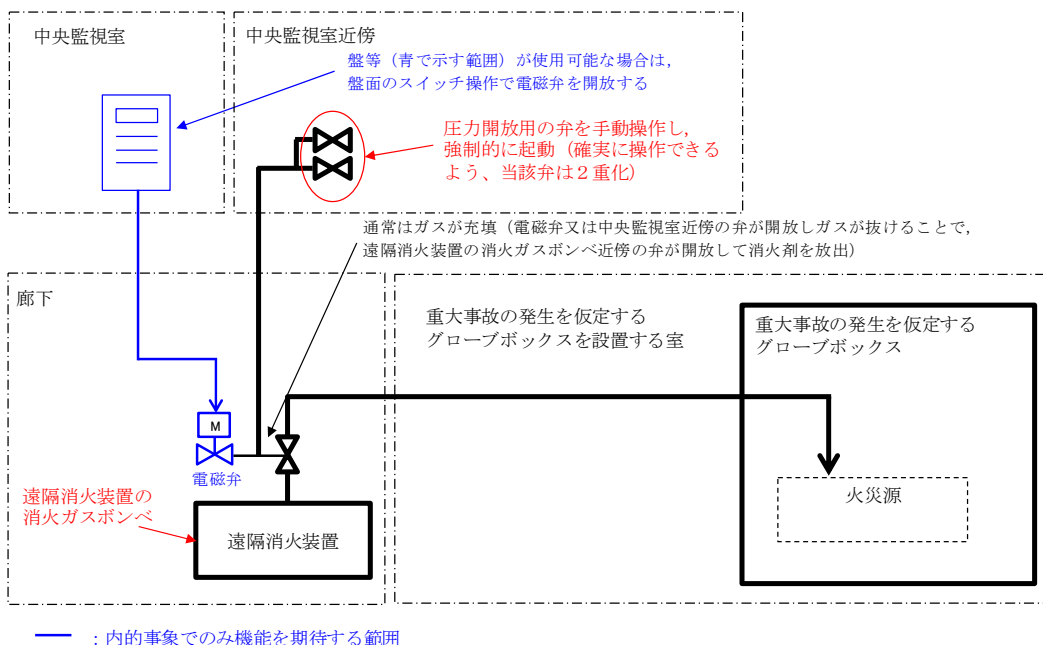 中央監視室
中央監視室近傍
盤等（青で示す範囲）が使用可能な場合は，
盤面のスイッチ操作で電磁弁を開放する
圧力開放用の弁を手動操作し，
強制的に起動（確実に操作できる
よう、当該弁は２重化）
通常はガスが充填（電磁弁又は中央監視室近傍の弁が開放しガスが抜けることで，
遠隔消火装置の消火ガスボンベ近傍の弁が開放して消火剤を放出）
廊下
重大事故の発生を仮定する
グローブボックスを設置する室
重大事故の発生を仮定する
グローブボックス
M
電磁弁
遠隔消火装置の
消火ガスボンベ
遠隔消火装置
火災源
：内的事象でのみ機能を期待する範囲